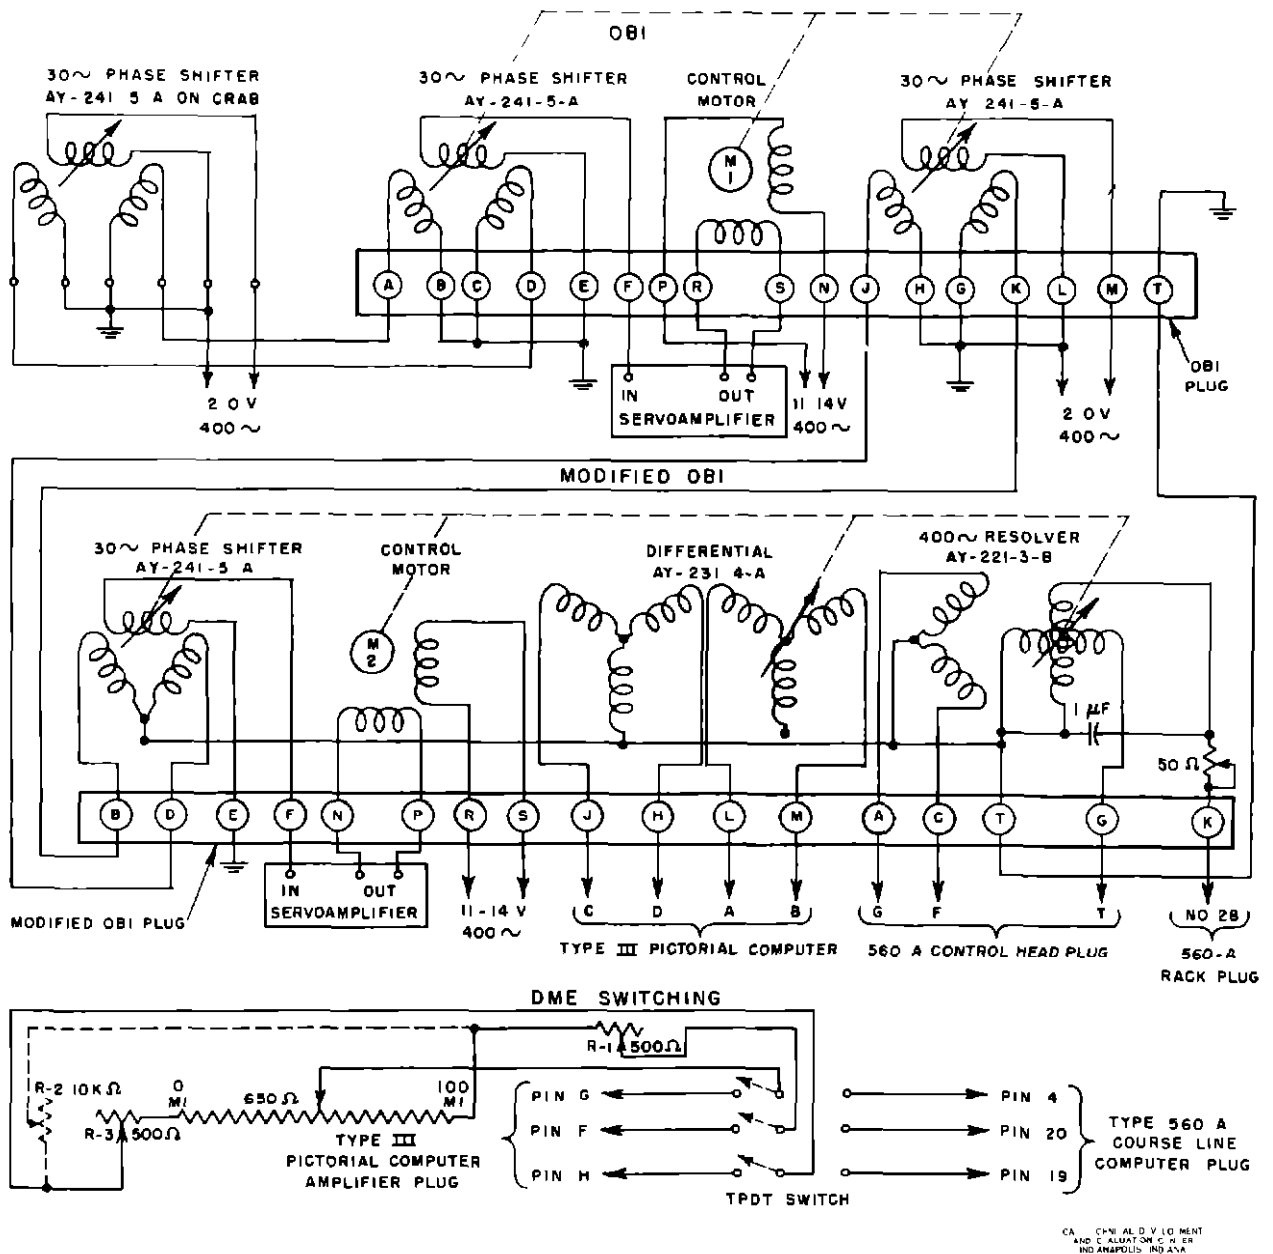 OBI
30~ PHASE SHIFTER
AY-241 5 A ON CRAB
30~ PHASE SHIFTER
AY-241-5-A
CONTROL
MOTOR
30~ PHASE SHIFTER
AY 241-5-A
M
1
A B C D E F P R S N J H G K L M T
OBI
PLUG
2 0 V
400~
IN OUT
SERVOAMPLIFIER
11 14V
400~
2 0 V
400~
MODIFIED OBI
30~ PHASE SHIFTER
AY-241-5 A
CONTROL
MOTOR
DIFFERENTIAL
AY-231 4-A
400~ RESOLVER
AY-221-3-B
M
2
1 µF
50 Ω
B D E F N P R S J H L M A C T G K
MODIFIED OBI PLUG
IN OUT
SERVOAMPLIFIER
11-14 V
400~
C D A B
TYPE III PICTORIAL COMPUTER
G F T
560 A CONTROL HEAD PLUG
NO 28
560-A
RACK PLUG
DME SWITCHING
R-1 500Ω
R-2 10KΩ
0
MI
650Ω
100
MI
R-3 500Ω
TYPE III
PICTORIAL COMPUTER
AMPLIFIER PLUG
PIN G
PIN F
PIN H
TPDT SWITCH
PIN 4
PIN 20
PIN 19
TYPE 560 A
COURSE LINE
COMPUTER PLUG
INDIANAPOLIS INDIANA